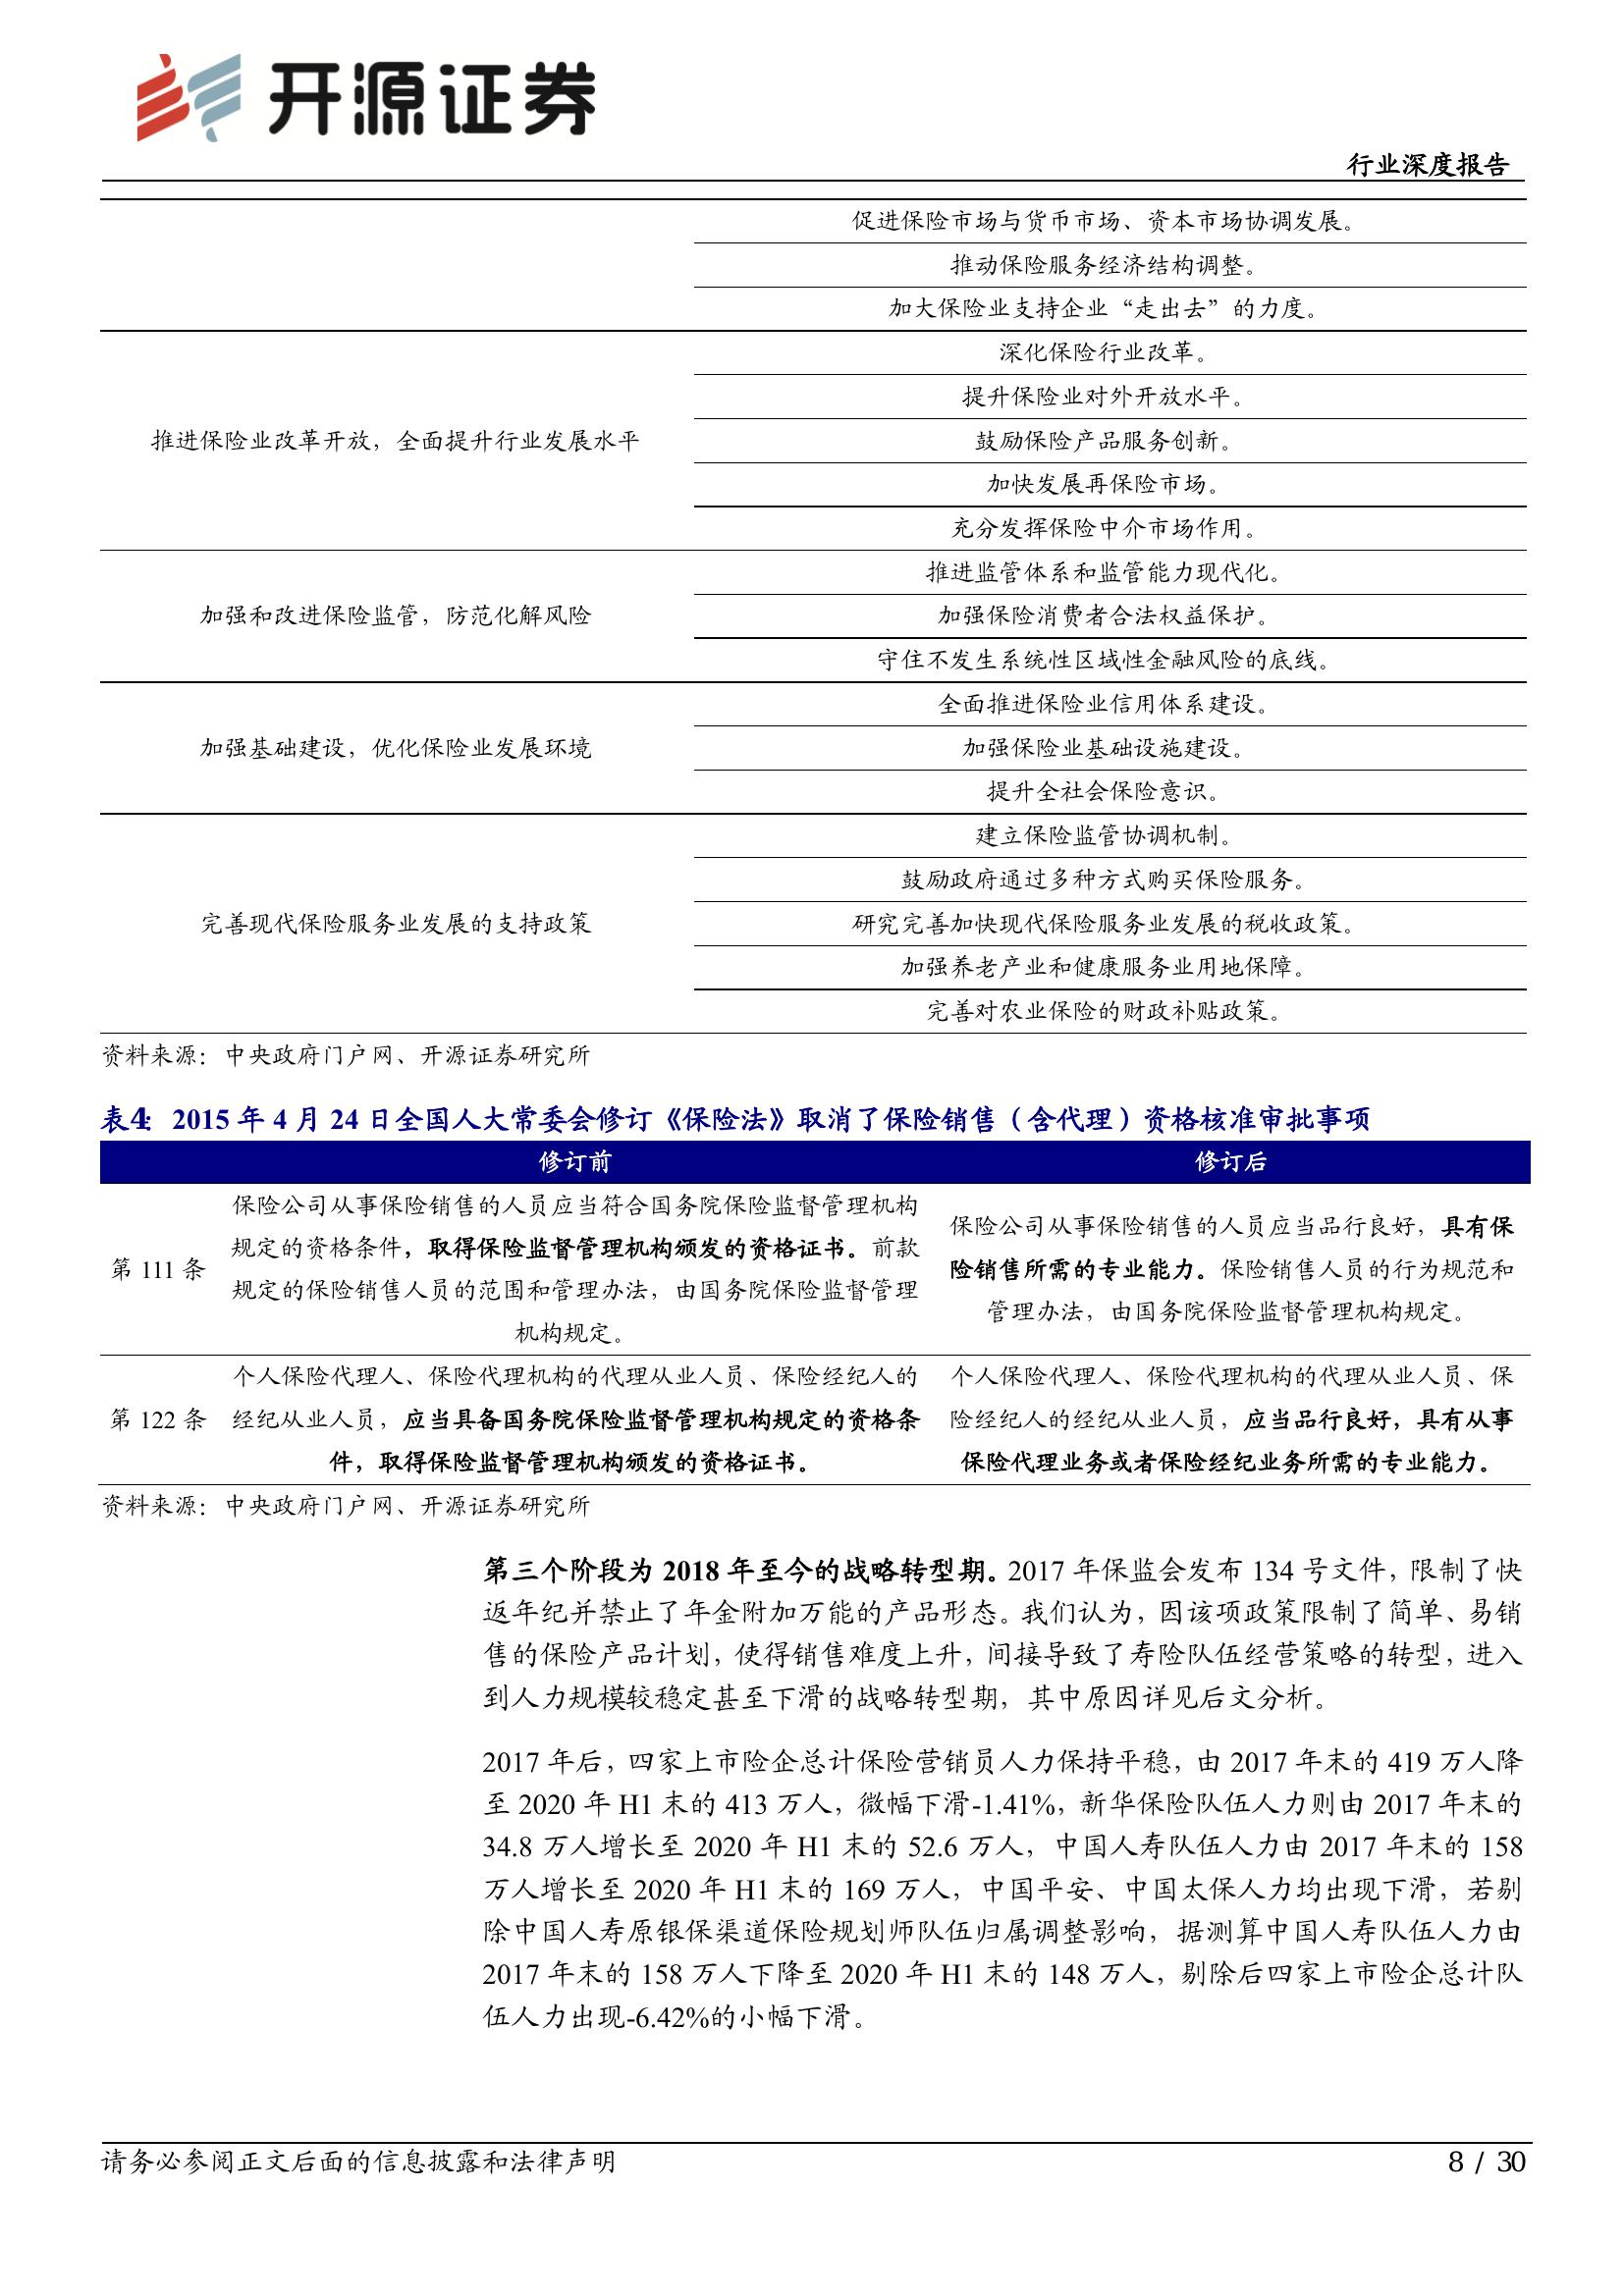 开源证券
行业深度报告
促进保险市场与货币市场、资本市场协调发展。
推动保险服务经济结构调整。
加大保险业支持企业“走出去”的力度。
推进保险业改革开放，全面提升行业发展水平
深化保险行业改革。
提升保险业对外开放水平。
鼓励保险产品服务创新。
加快发展再保险市场。
充分发挥保险中介市场作用。
加强和改进保险监管，防范化解风险
推进监管体系和监管能力现代化。
加强保险消费者合法权益保护。
守住不发生系统性区域性金融风险的底线。
加强基础建设，优化保险业发展环境
全面推进保险业信用体系建设。
加强保险业基础设施建设。
提升全社会保险意识。
完善现代保险服务业发展的支持政策
建立保险监管协调机制。
鼓励政府通过多种方式购买保险服务。
研究完善加快现代保险服务业发展的税收政策。
加强养老产业和健康服务业用地保障。
完善对农业保险的财政补贴政策。
资料来源：中央政府门户网、开源证券研究所
表4：2015 年 4 月 24 日全国人大常委会修订《保险法》取消了保险销售（含代理）资格核准审批事项
修订前 修订后
第 111 条
保险公司从事保险销售的人员应当符合国务院保险监督管理机构
规定的资格条件，取得保险监督管理机构颁发的资格证书。前款
规定的保险销售人员的范围和管理办法，由国务院保险监督管理
机构规定。
保险公司从事保险销售的人员应当品行良好，具有保
险销售所需的专业能力。保险销售人员的行为规范和
管理办法，由国务院保险监督管理机构规定。
第 122 条
个人保险代理人、保险代理机构的代理从业人员、保险经纪人的
经纪从业人员，应当具备国务院保险监督管理机构规定的资格条
件，取得保险监督管理机构颁发的资格证书。
个人保险代理人、保险代理机构的代理从业人员、保
险经纪人的经纪从业人员，应当品行良好，具有从事
保险代理业务或者保险经纪业务所需的专业能力。
资料来源：中央政府门户网、开源证券研究所
第三个阶段为 2018 年至今的战略转型期。2017 年保监会发布 134 号文件，限制了快
返年纪并禁止了年金附加万能的产品形态。我们认为，因该项政策限制了简单、易销
售的保险产品计划，使得销售难度上升，间接导致了寿险队伍经营策略的转型，进入
到人力规模较稳定甚至下滑的战略转型期，其中原因详见后文分析。
2017 年后，四家上市险企总计保险营销员人力保持平稳，由 2017 年末的 419 万人降
至 2020 年 H1 末的 413 万人，微幅下滑-1.41%，新华保险队伍人力则由 2017 年末的
34.8 万人增长至 2020 年 H1 末的 52.6 万人，中国人寿队伍人力由 2017 年末的 158
万人增长至 2020 年 H1 末的 169 万人，中国平安、中国太保人力均出现下滑，若剔
除中国人寿原银保渠道保险规划师队伍归属调整影响，据测算中国人寿队伍人力由
2017 年末的 158 万人下降至 2020 年 H1 末的 148 万人，剔除后四家上市险企总计队
伍人力出现-6.42%的小幅下滑。
请务必参阅正文后面的信息披露和法律声明
8 / 30